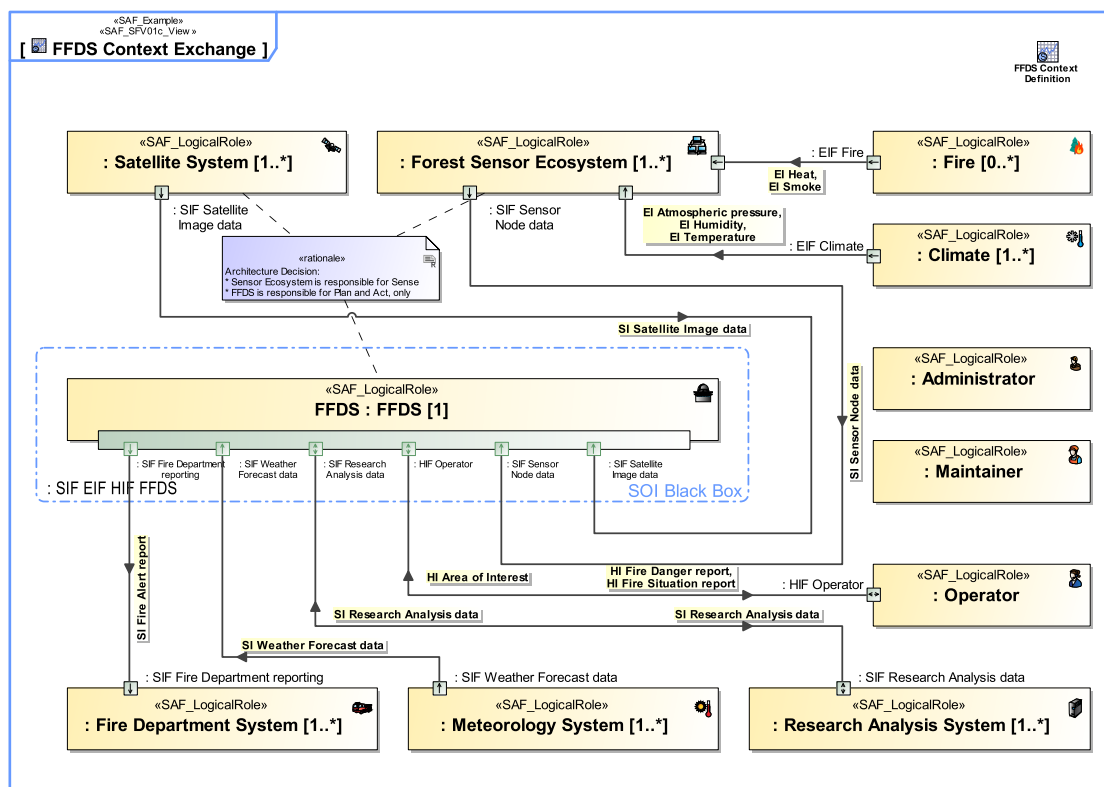 «SAF_Example»
«SAF_SFV01c_View »
[ FFDS Context Exchange ]
FFDS Context
Definition
«SAF_LogicalRole»
: Satellite System [1..*]
«SAF_LogicalRole»
: Forest Sensor Ecosystem [1..*]
«SAF_LogicalRole»
: Fire [0..*]
: EIF Fire
EI Heat,
EI Smoke
: SIF Satellite
Image data
: SIF Sensor
Node data
EI Atmospheric pressure,
EI Humidity,
EI Temperature
: EIF Climate
«SAF_LogicalRole»
: Climate [1..*]
«rationale»
Architecture Decision:
* Sensor Ecosystem is responsible for Sense
* FFDS is responsible for Plan and Act, only
SI Satellite Image data
SI Sensor Node data
«SAF_LogicalRole»
: Administrator
«SAF_LogicalRole»
FFDS : FFDS [1]
«SAF_LogicalRole»
: Maintainer
: SIF Fire Department
reporting
: SIF Weather
Forecast data
: SIF Research
Analysis data
: HIF Operator
: SIF Sensor
Node data
: SIF Satellite
Image data
: SIF EIF HIF FFDS
SOI Black Box
SI Fire Alert report
HI Area of Interest
HI Fire Danger report,
HI Fire Situation report
: HIF Operator
«SAF_LogicalRole»
: Operator
SI Research Analysis data
SI Research Analysis data
SI Weather Forecast data
: SIF Fire Department reporting
: SIF Weather Forecast data
: SIF Research Analysis data
«SAF_LogicalRole»
: Fire Department System [1..*]
«SAF_LogicalRole»
: Meteorology System [1..*]
«SAF_LogicalRole»
: Research Analysis System [1..*]